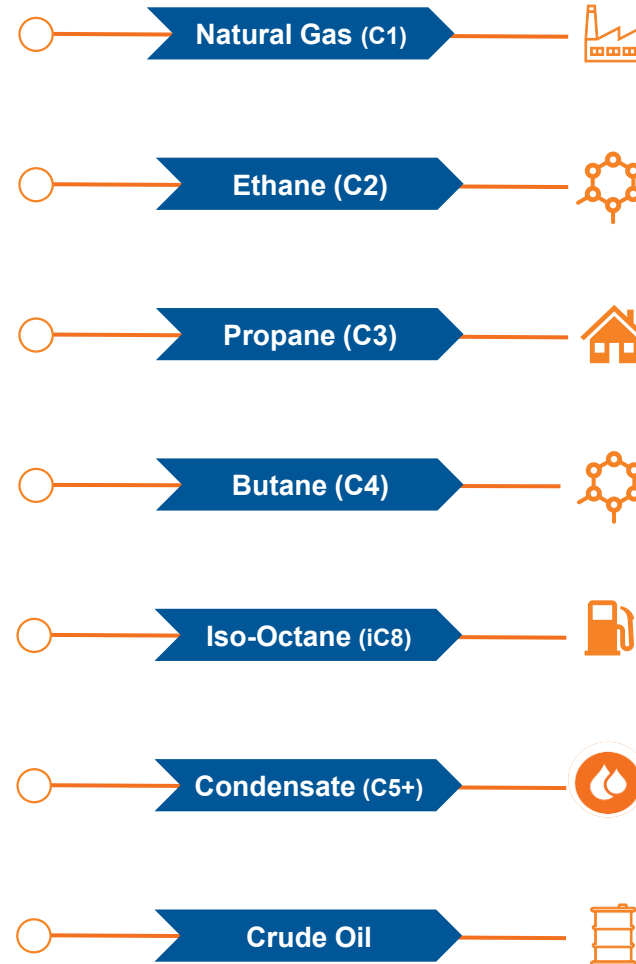 Natural Gas (C1)
Ethane (C2)
Propane (C3)
Butane (C4)
Iso-Octane (iC8)
Condensate (C5+)
Crude Oil